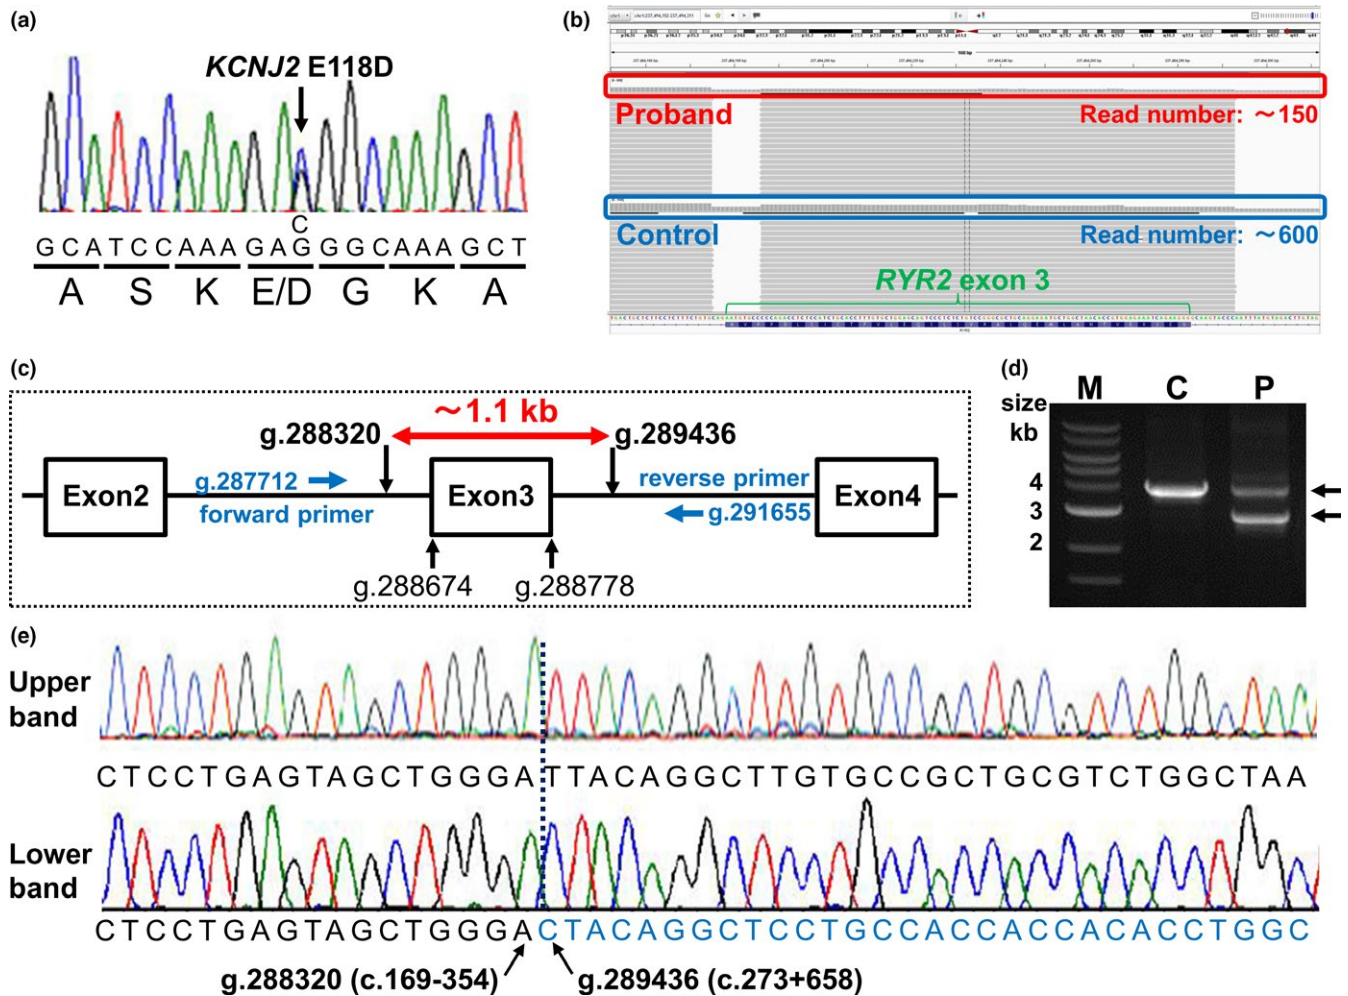 (a)
KCNJ2 E118D
C
G C A T C C A A A G A G G G C A A A G C T
A S K E/D G K A
(b)
Proband
Read number: ~150
Control
Read number: ~600
RYR2 exon 3
(c)
~1.1 kb
g.288320
g.289436
g.287712
reverse primer
Exon2
Exon3
Exon4
forward primer
g.291655
g.288674
g.288778
(d)
M C P
size
kb
4
3
2
(e)
Upper
band
C T C C T G A G T A G C T G G G A T T A C A G G C T T G T G C C G C T G C G T C T G G C T A A
Lower
band
C T C C T G A G T A G C T G G G A C T A C A G G C T C C T G C C A C C A C C A C A C C T G G C
g.288320 (c.169-354)
g.289436 (c.273+658)